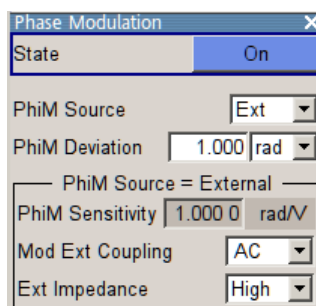 Phase Modulation X
State On
PhiM Source Ext
PhiM Deviation 1.000 rad
PhiM Source = External
PhiM Sensitivity 1.000 0 rad/V
Mod Ext Coupling AC
Ext Impedance High